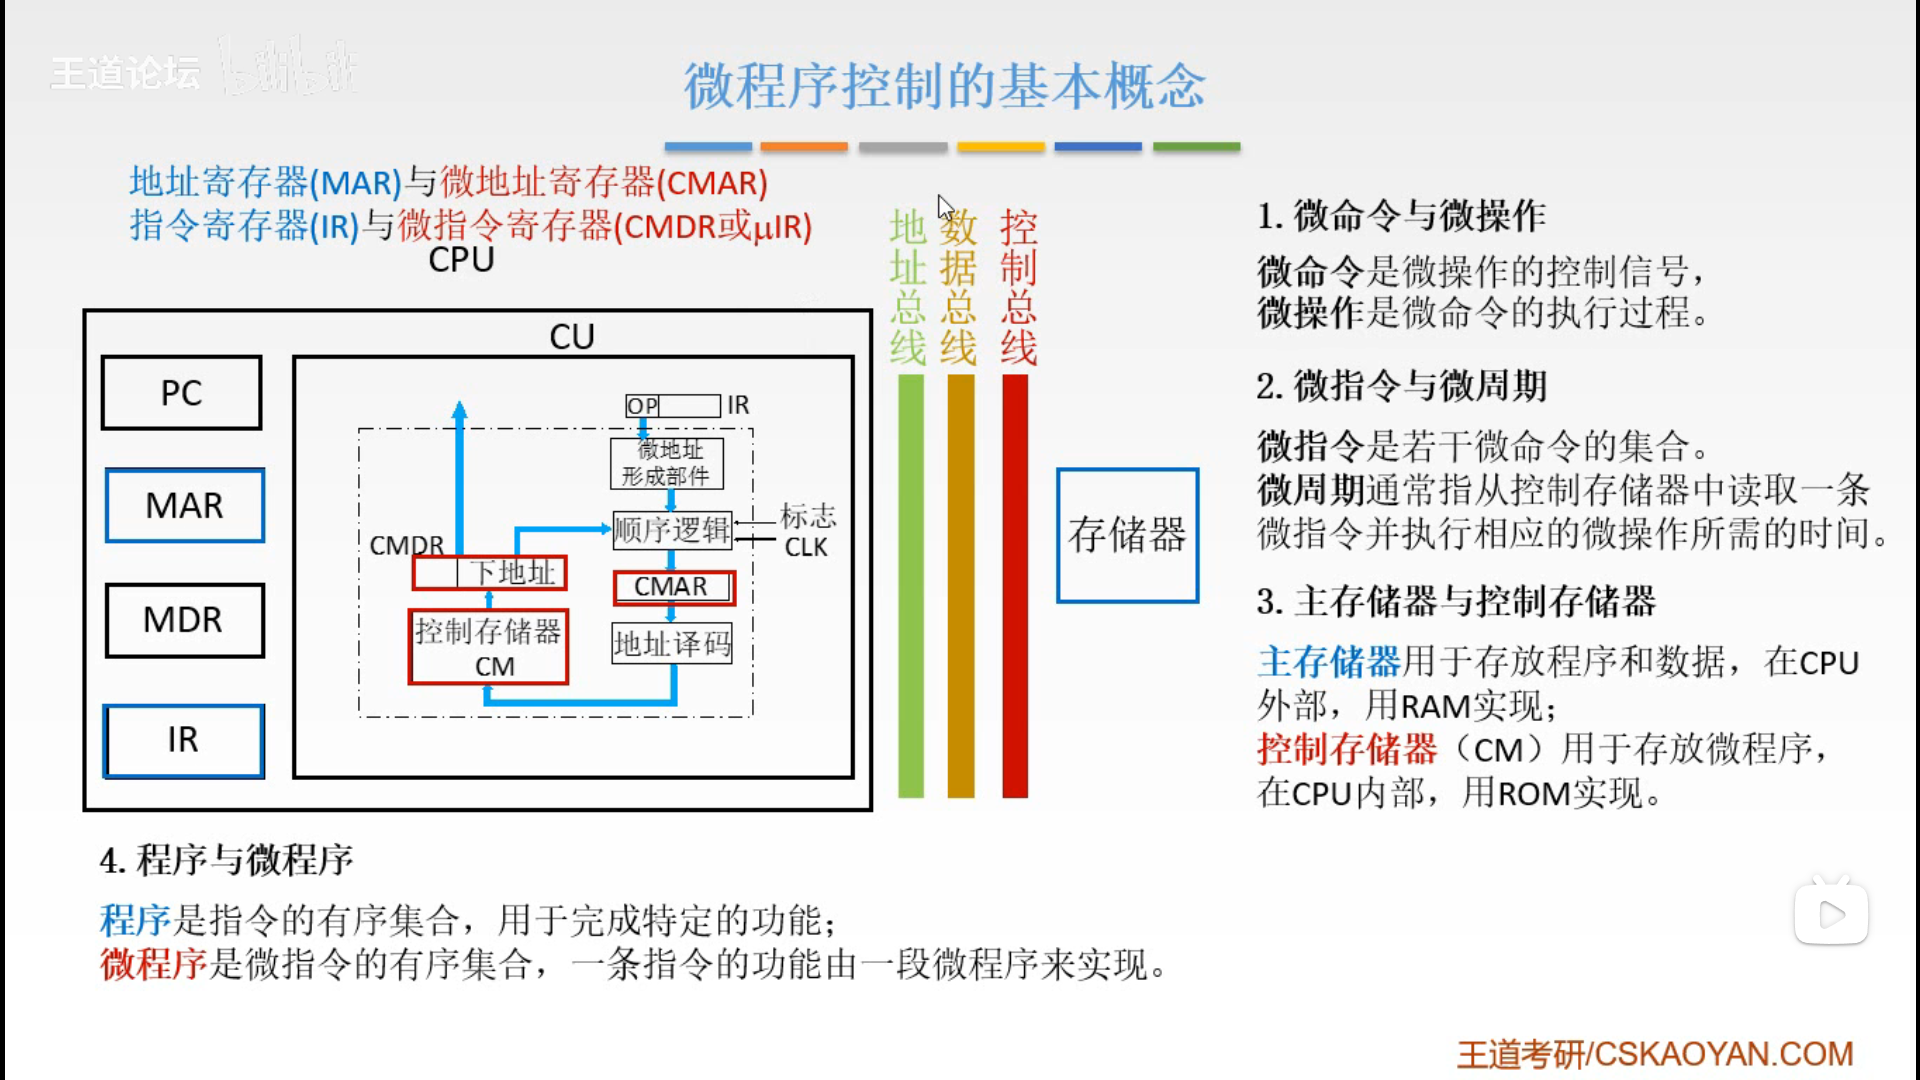 王道论坛 bilibili
微程序控制的基本概念
地址寄存器(MAR)与微地址寄存器(CMAR)
指令寄存器(IR)与微指令寄存器(CMDR或μIR)
CPU
CU
PC
MAR
MDR
IR
OP
IR
微地址
形成部件
顺序逻辑
标志
CLK
CMDR
下地址
CMAR
控制存储器
CM
地址译码
地址总线
数据总线
控制总线
存储器
1. 微命令与微操作
微命令是微操作的控制信号，
微操作是微命令的执行过程。
2. 微指令与微周期
微指令是若干微命令的集合。
微周期通常指从控制存储器中读取一条
微指令并执行相应的微操作所需的时间。
3. 主存储器与控制存储器
主存储器用于存放程序和数据，在CPU
外部，用RAM实现；
控制存储器（CM）用于存放微程序，
在CPU内部，用ROM实现。
4. 程序与微程序
程序是指令的有序集合，用于完成特定的功能；
微程序是微指令的有序集合，一条指令的功能由一段微程序来实现。
王道考研/CSKAOYAN.COM